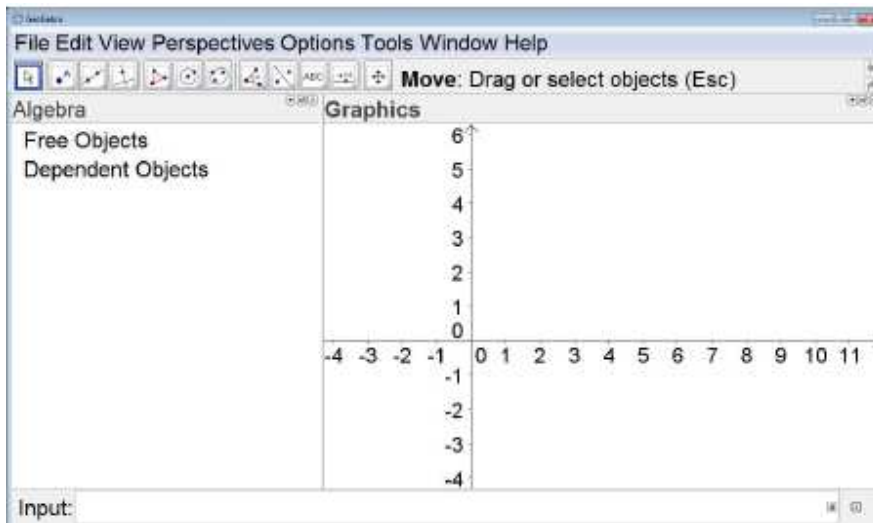 GeoGebra
File Edit View Perspectives Options Tools Window Help
ABC
Move: Drag or select objects (Esc)
Algebra
Graphics
Free Objects
Dependent Objects
6
5
4
3
2
1
0
-4 -3 -2 -1 0 1 2 3 4 5 6 7 8 9 10 11
-1
-2
-3
-4
Input: